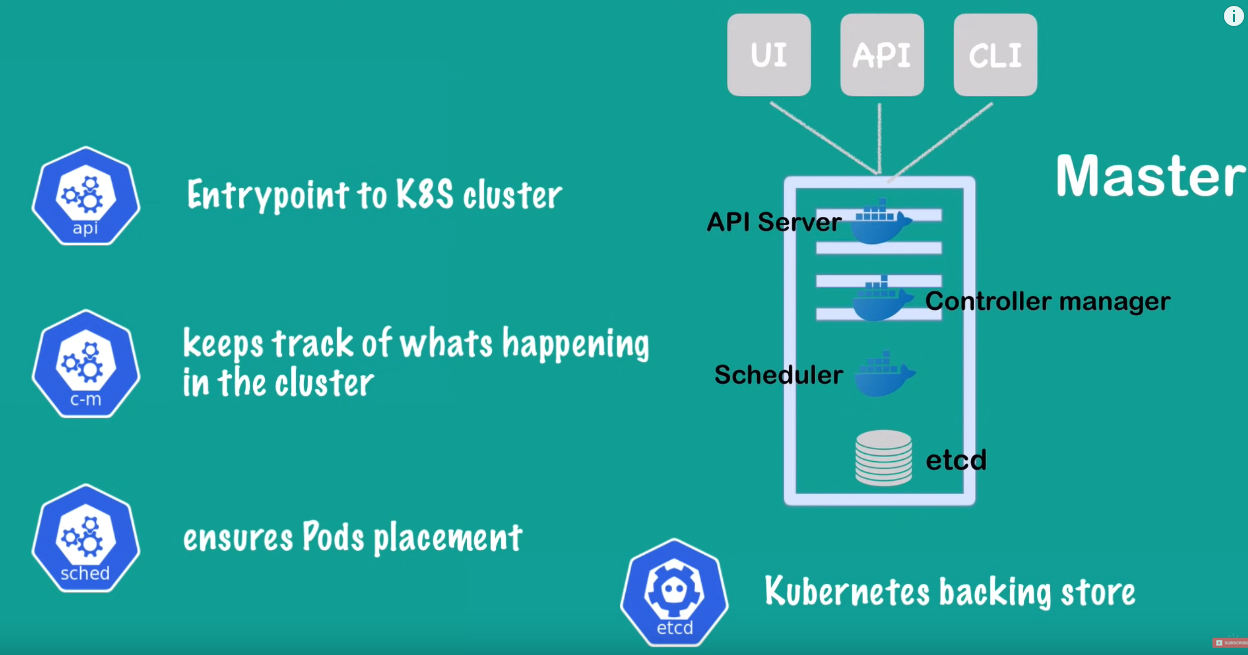 UI
API
CLI
Master
api
Entrypoint to K8S cluster
API Server
Controller manager
c-m
keeps track of whats happening
in the cluster
Scheduler
etcd
sched
ensures Pods placement
etcd
Kubernetes backing store